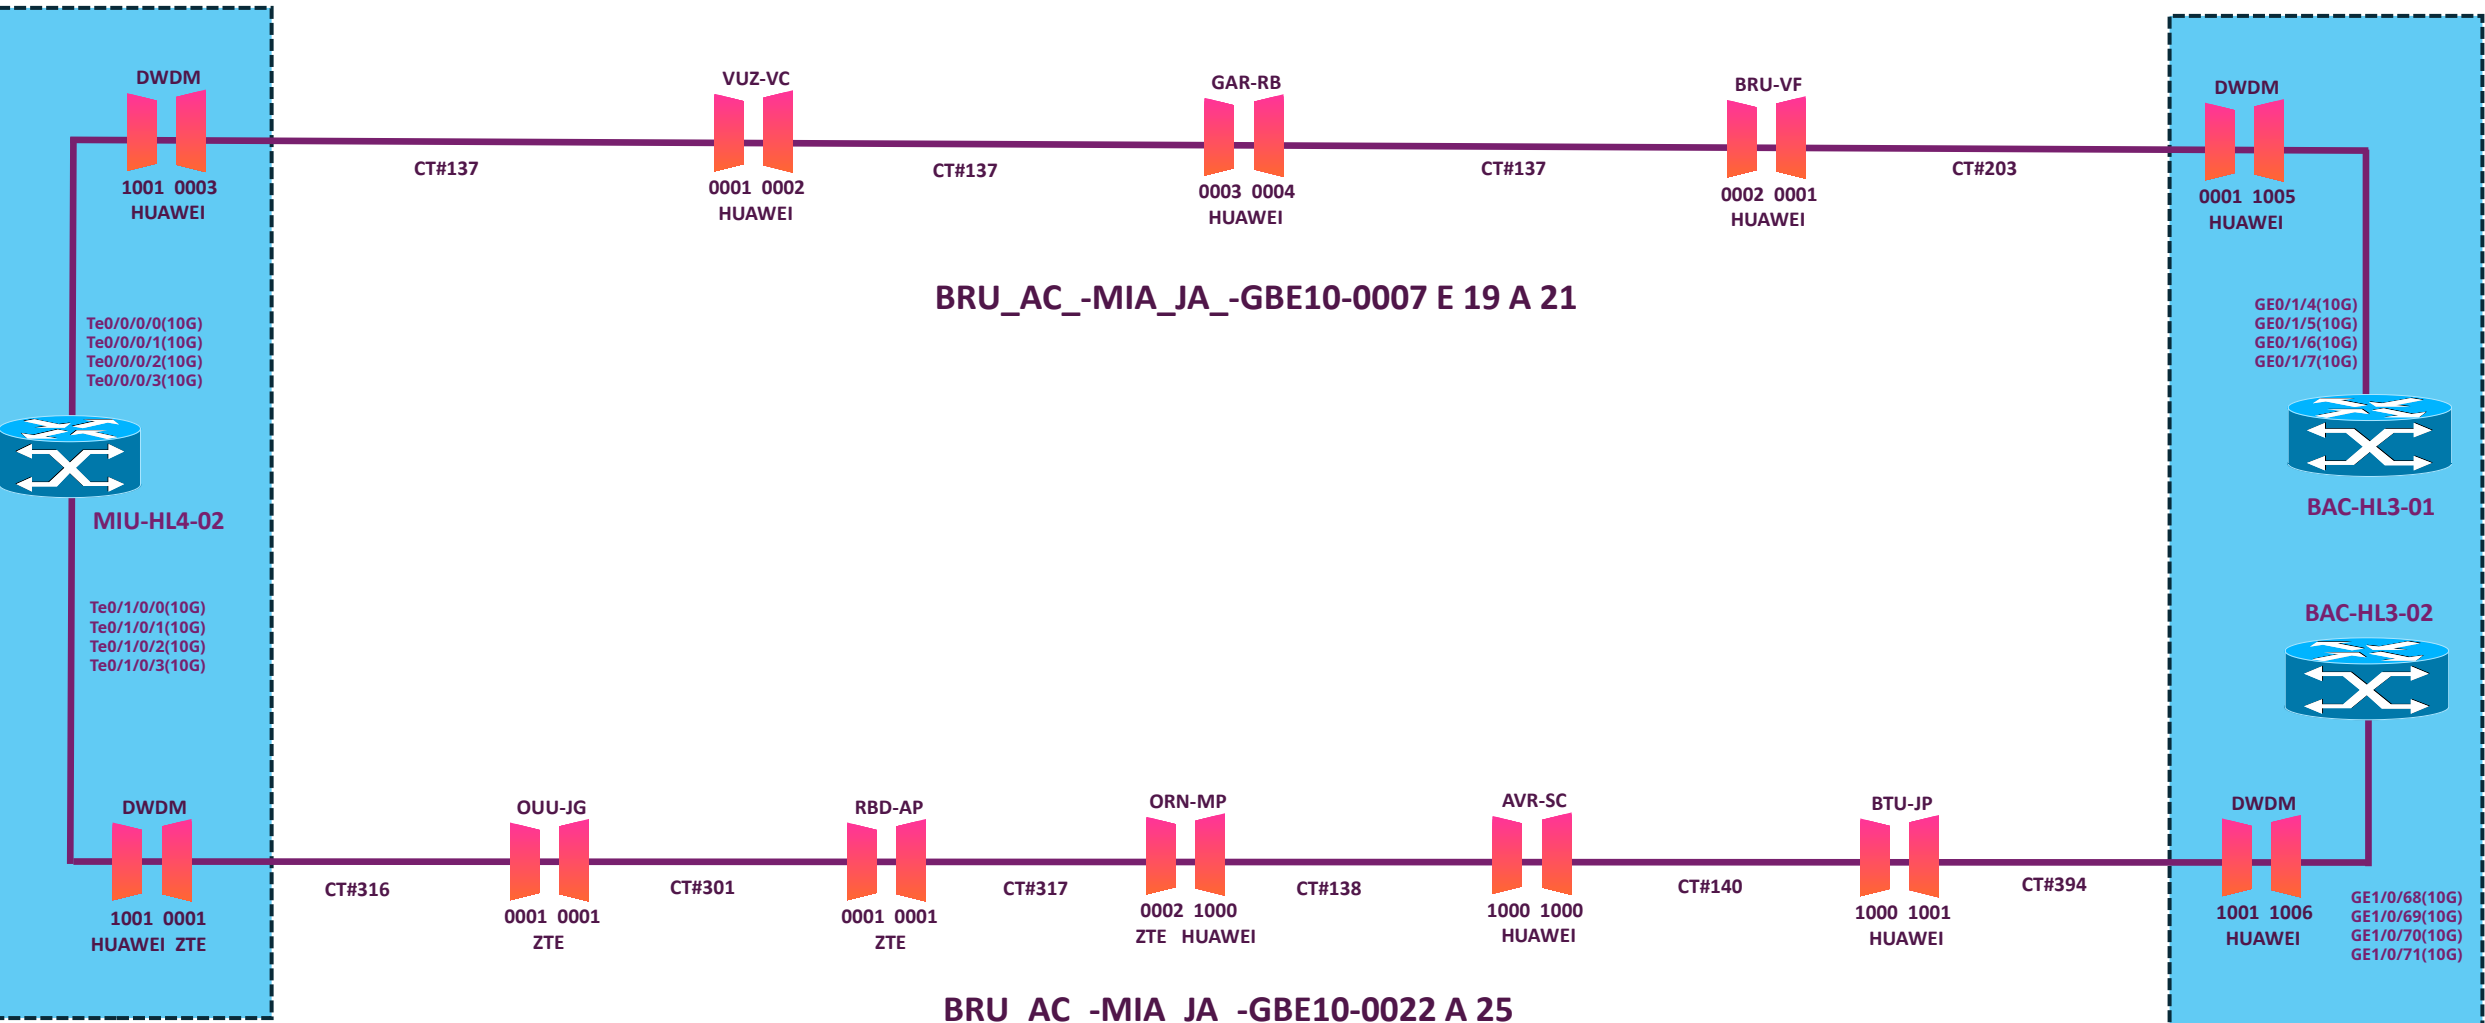 DWDM
1001 0003
HUAWEI
CT#137
VUZ-VC
0001 0002
HUAWEI
CT#137
GAR-RB
0003 0004
HUAWEI
CT#137
BRU-VF
0002 0001
HUAWEI
CT#203
DWDM
0001 1005
HUAWEI
BRU_AC_-MIA_JA_-GBE10-0007 E 19 A 21
Te0/0/0/0(10G)
Te0/0/0/1(10G)
Te0/0/0/2(10G)
Te0/0/0/3(10G)
GE0/1/4(10G)
GE0/1/5(10G)
GE0/1/6(10G)
GE0/1/7(10G)
MIU-HL4-02
BAC-HL3-01
Te0/1/0/0(10G)
Te0/1/0/1(10G)
Te0/1/0/2(10G)
Te0/1/0/3(10G)
BAC-HL3-02
DWDM
1001 0001
HUAWEI ZTE
CT#316
OUU-JG
0001 0001
ZTE
CT#301
RBD-AP
0001 0001
ZTE
CT#317
ORN-MP
0002 1000
ZTE HUAWEI
CT#138
AVR-SC
1000 1000
HUAWEI
CT#140
BTU-JP
1000 1001
HUAWEI
CT#394
DWDM
1001 1006
HUAWEI
GE1/0/68(10G)
GE1/0/69(10G)
GE1/0/70(10G)
GE1/0/71(10G)
BRU_AC_-MIA_JA_-GBE10-0022 A 25